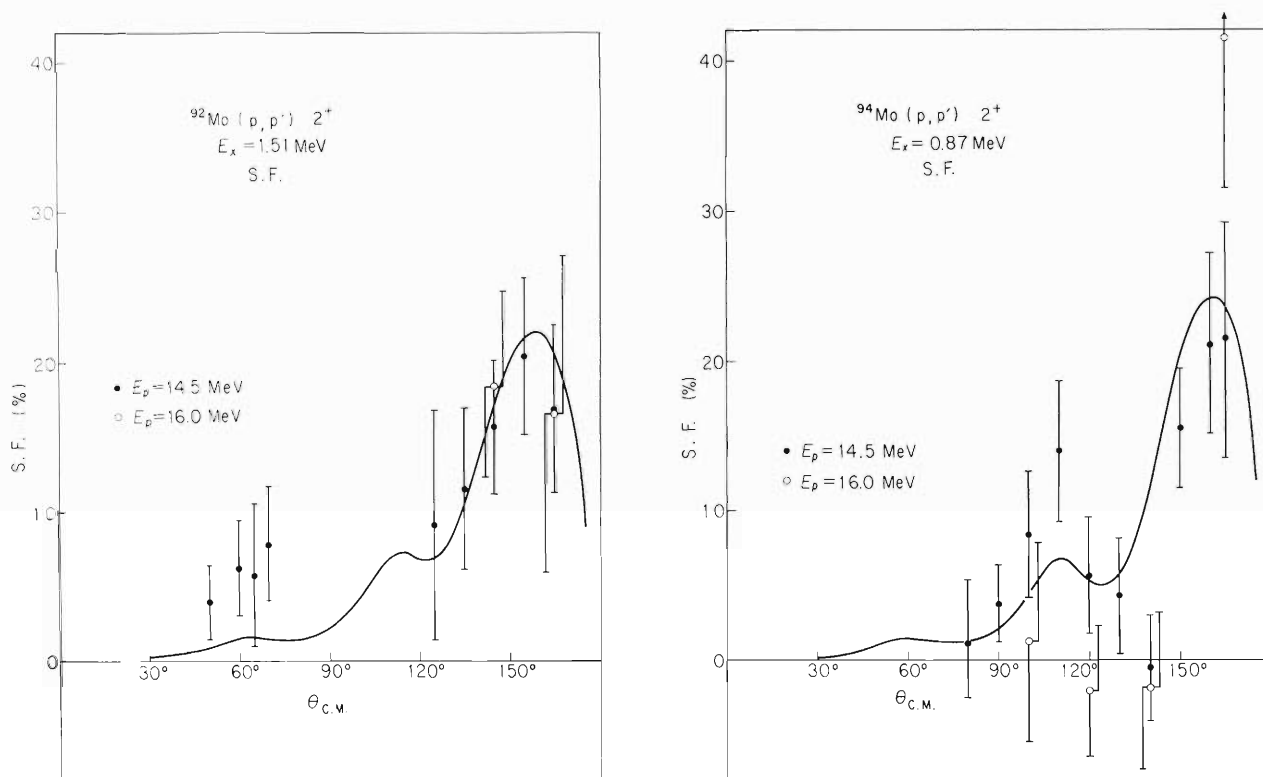 40
30
20
10
0
S.F. (%)
⁹²Mo (p,p') 2⁺
Eₓ = 1.51 MeV
S.F.
● Eₚ = 14.5 MeV
○ Eₚ = 16.0 MeV
30° 60° 90° 120° 150°
θC.M.
40
30
20
10
0
S.F. (%)
⁹⁴Mo (p,p') 2⁺
Eₓ = 0.87 MeV
S.F.
● Eₚ = 14.5 MeV
○ Eₚ = 16.0 MeV
30° 60° 90° 120° 150°
θC.M.